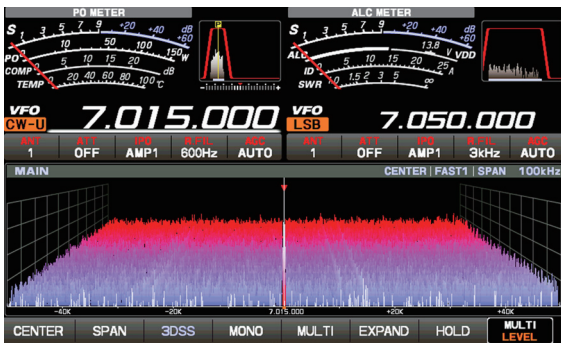 PO METER
ALC METER
S 1 3 5 7 9 +20 +40 dB +60
PO 0 10 50 100 150 W
COMP 0 5 10 15 20 dB
TEMP 0 20 40 60 80 100 °C
P
S 1 3 5 7 9 +20 +40 dB +60
ALC 13.8 V VDD
ID 0 5 10 15 20 25 A
SWR 1 1.5 2 3 5 ∞
VFO
CW-U 7.015.000
VFO
LSB 7.050.000
ANT ATT IPO R.FIL AGC
1 OFF AMP1 600Hz AUTO
ANT ATT IPO R.FIL AGC
1 OFF AMP1 3kHz AUTO
MAIN CENTER | FAST1 | SPAN 100kHz
-40K -20K 7.015.000 +20K +40K
CENTER SPAN 3DSS MONO MULTI EXPAND HOLD MULTI
LEVEL